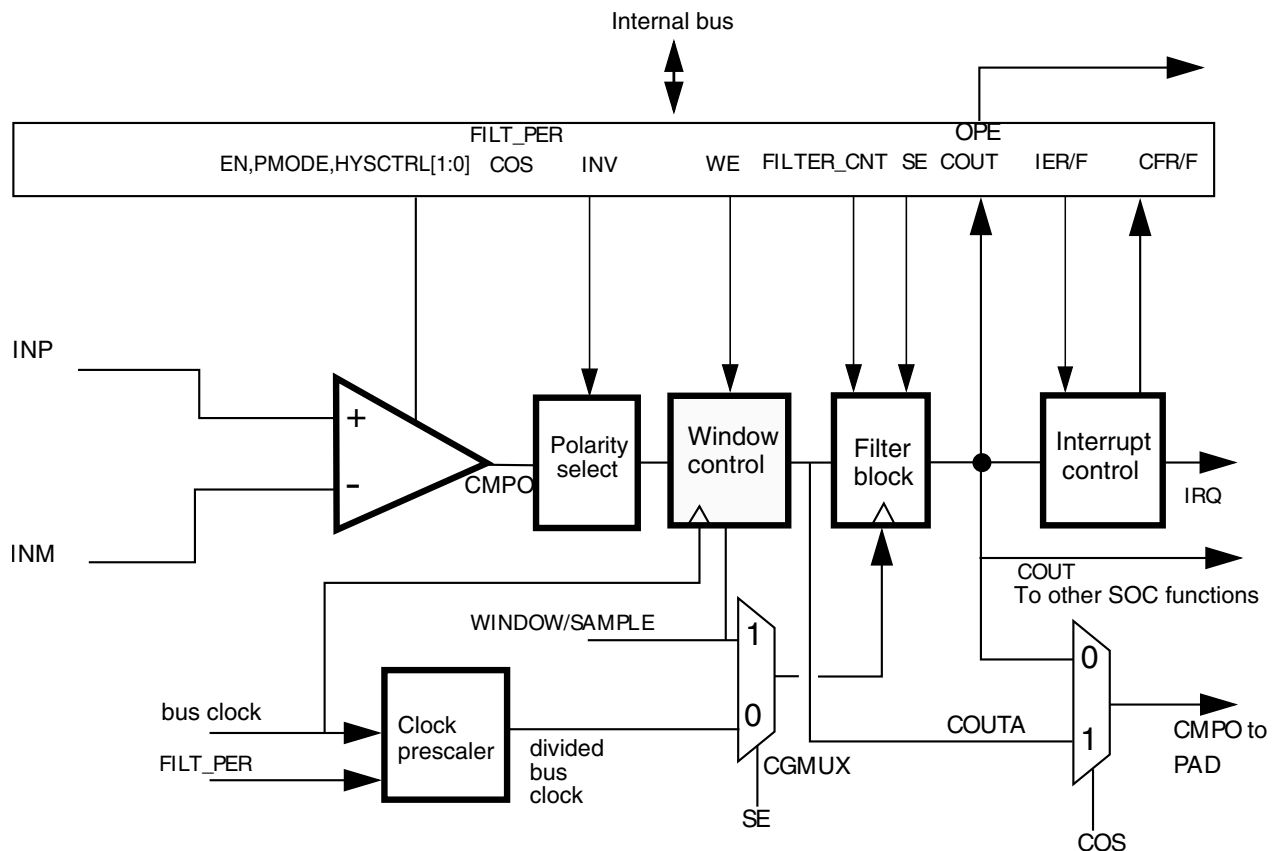 Internal bus
FILT_PER
OPE
EN,PMODE,HYSCTRL[1:0]
COS
INV
WE
FILTER_CNT
SE
COUT
IER/F
CFR/F
INP
+
-
INM
CMPO
Polarity
select
Window
control
Filter
block
Interrupt
control
IRQ
COUT
To other SOC functions
WINDOW/SAMPLE
1
0
CGMUX
SE
bus clock
FILT_PER
Clock
prescaler
divided
bus
clock
COUTA
0
1
CMPO to
PAD
COS